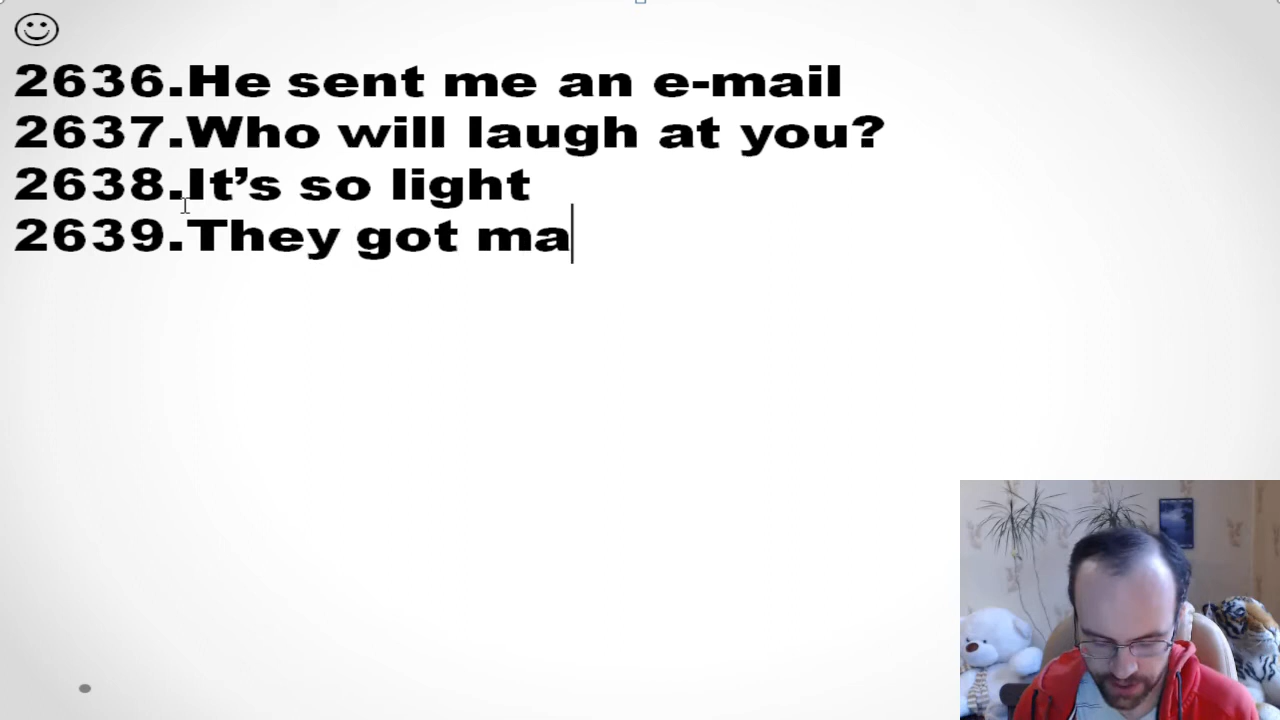 2636.He sent me an e-mail
2637.Who will laugh at you?
2638.It’s so light
2639.They got ma